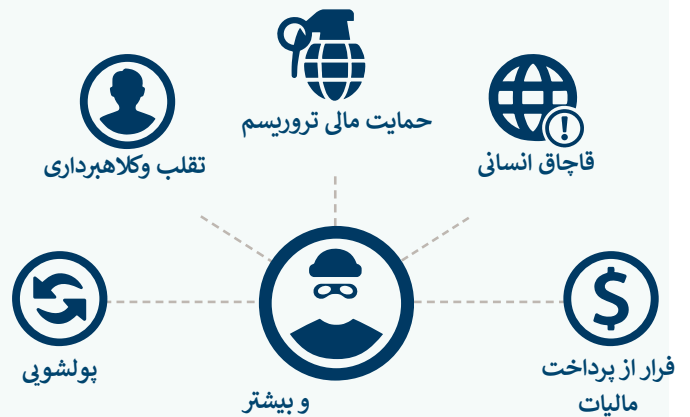 حمایت مالی تروریسم
قاچاق انسانی
تقلب وکلاهبرداری
فرار از پرداخت
مالیات
پولشویی
و بیشتر